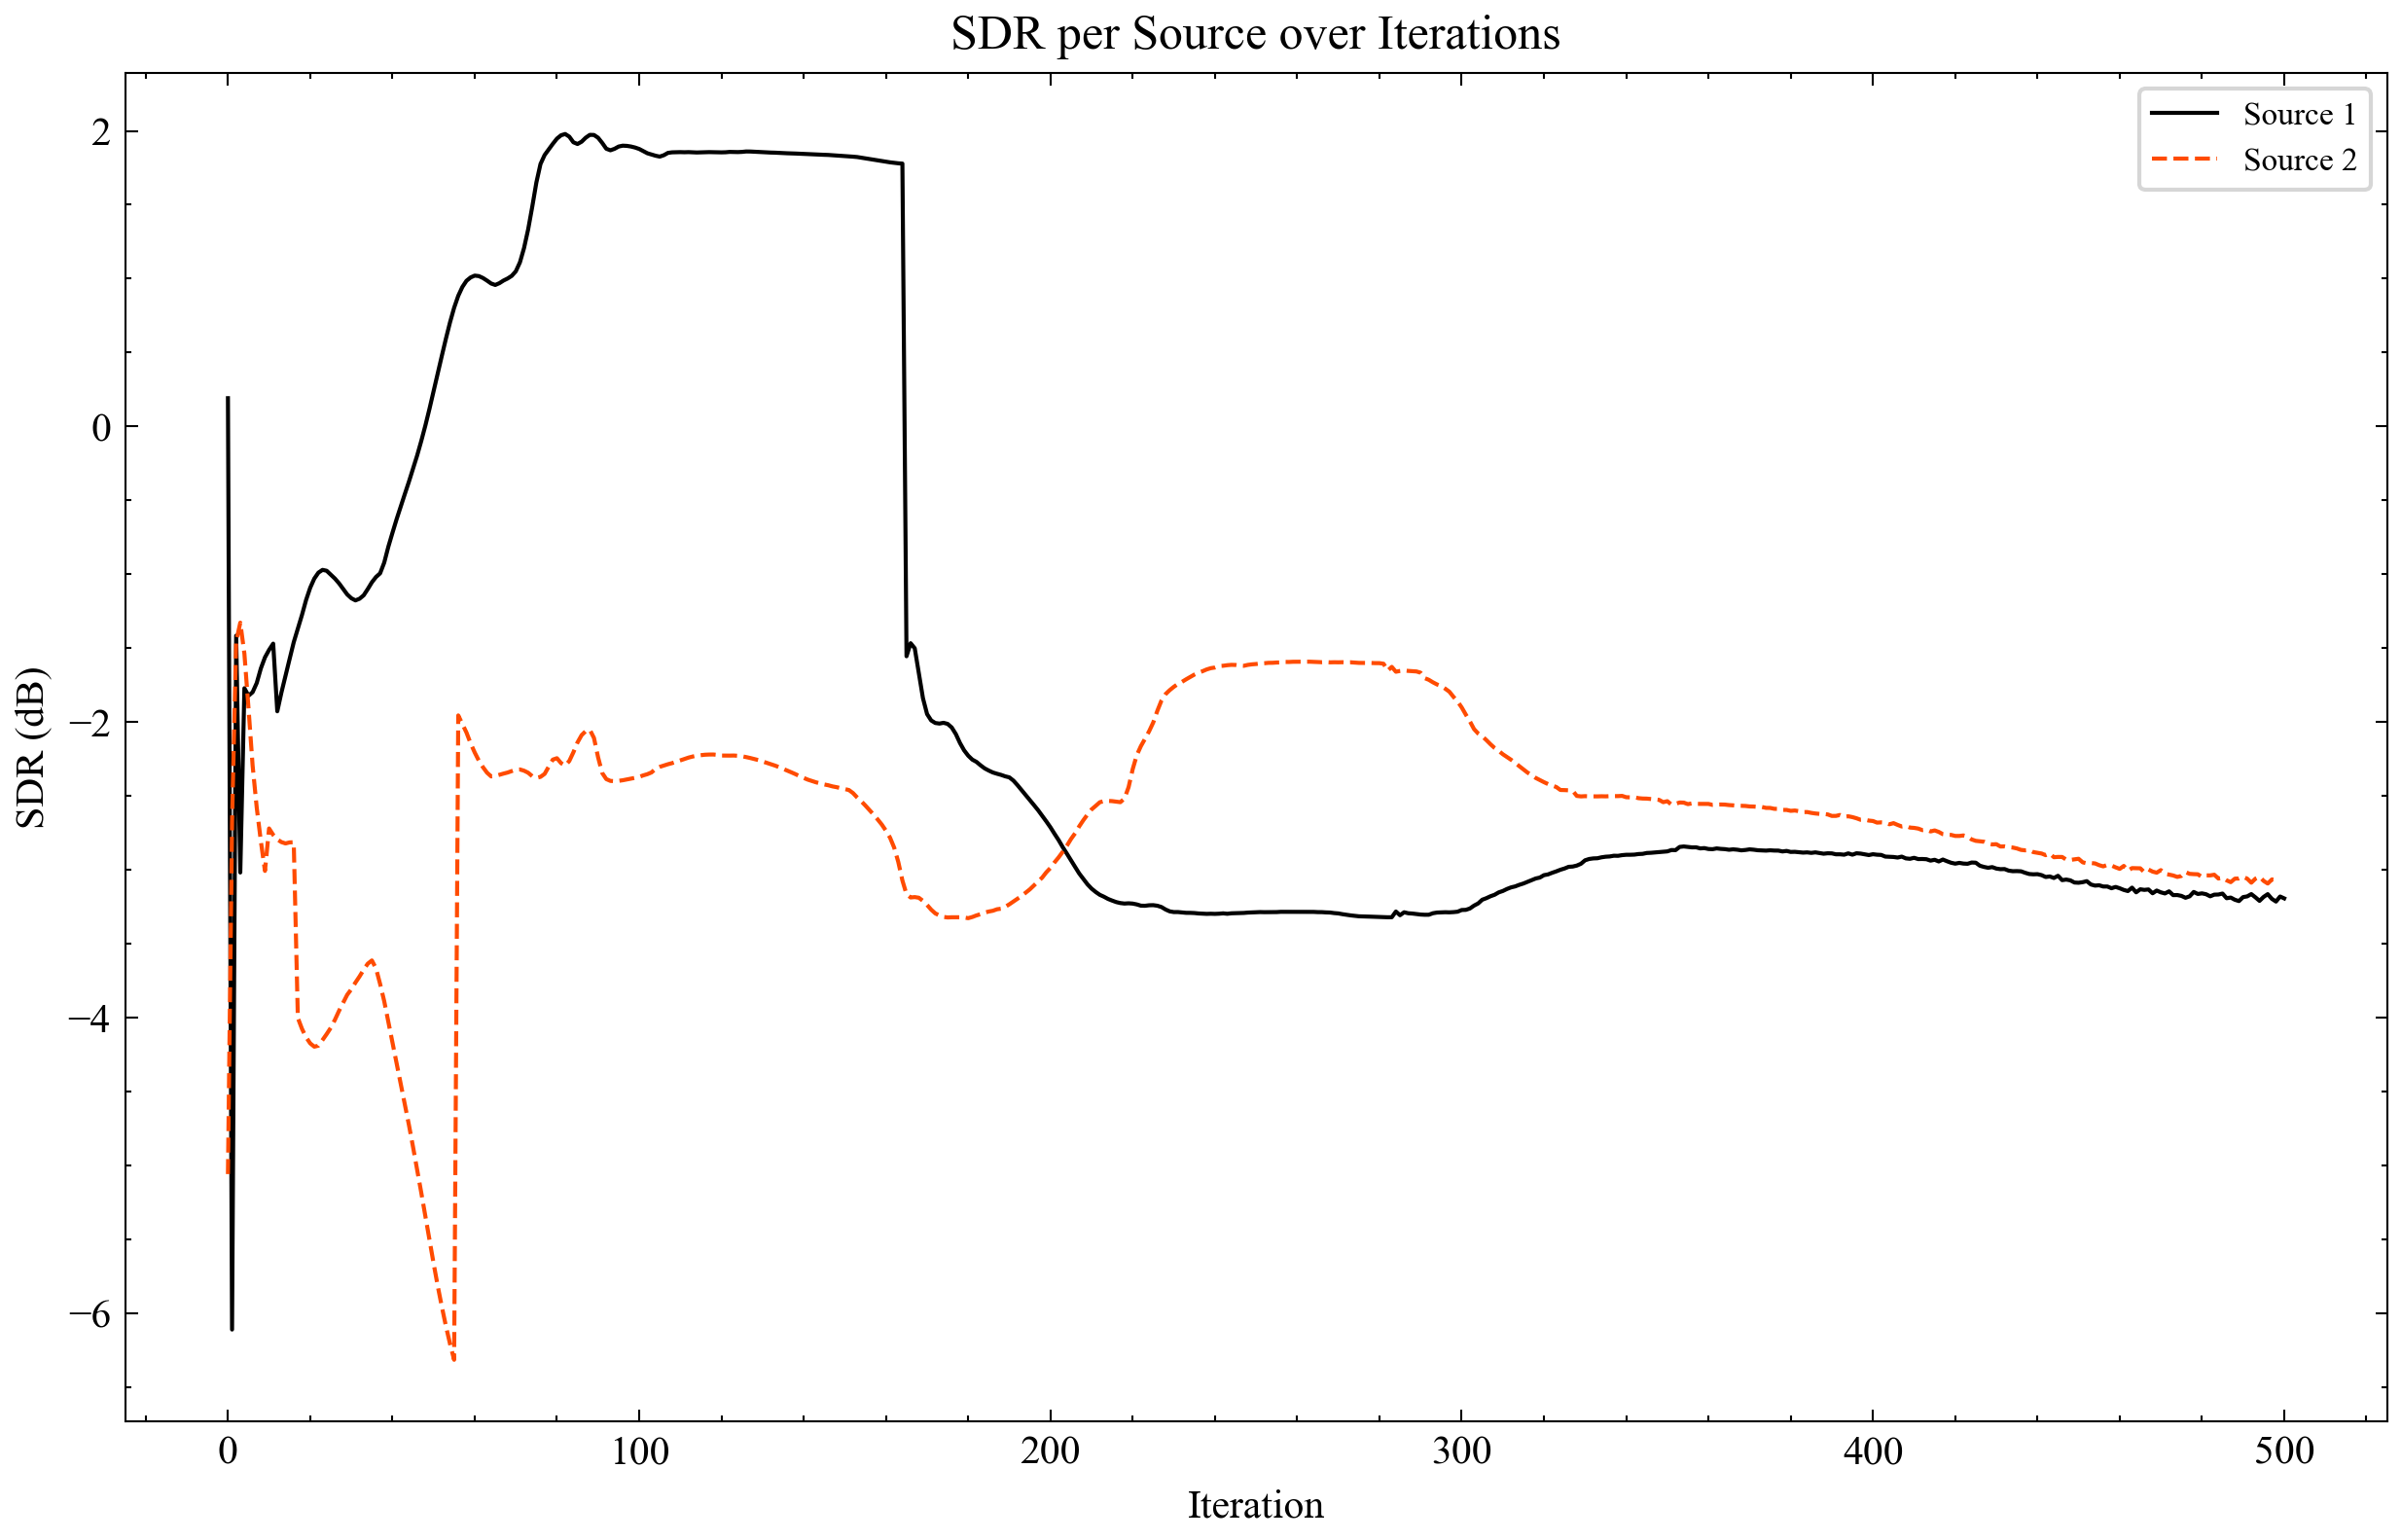 SDR per Source over Iterations
Source 1
Source 2
SDR (dB)
2
0
−2
−4
−6
0 100 200 300 400 500
Iteration